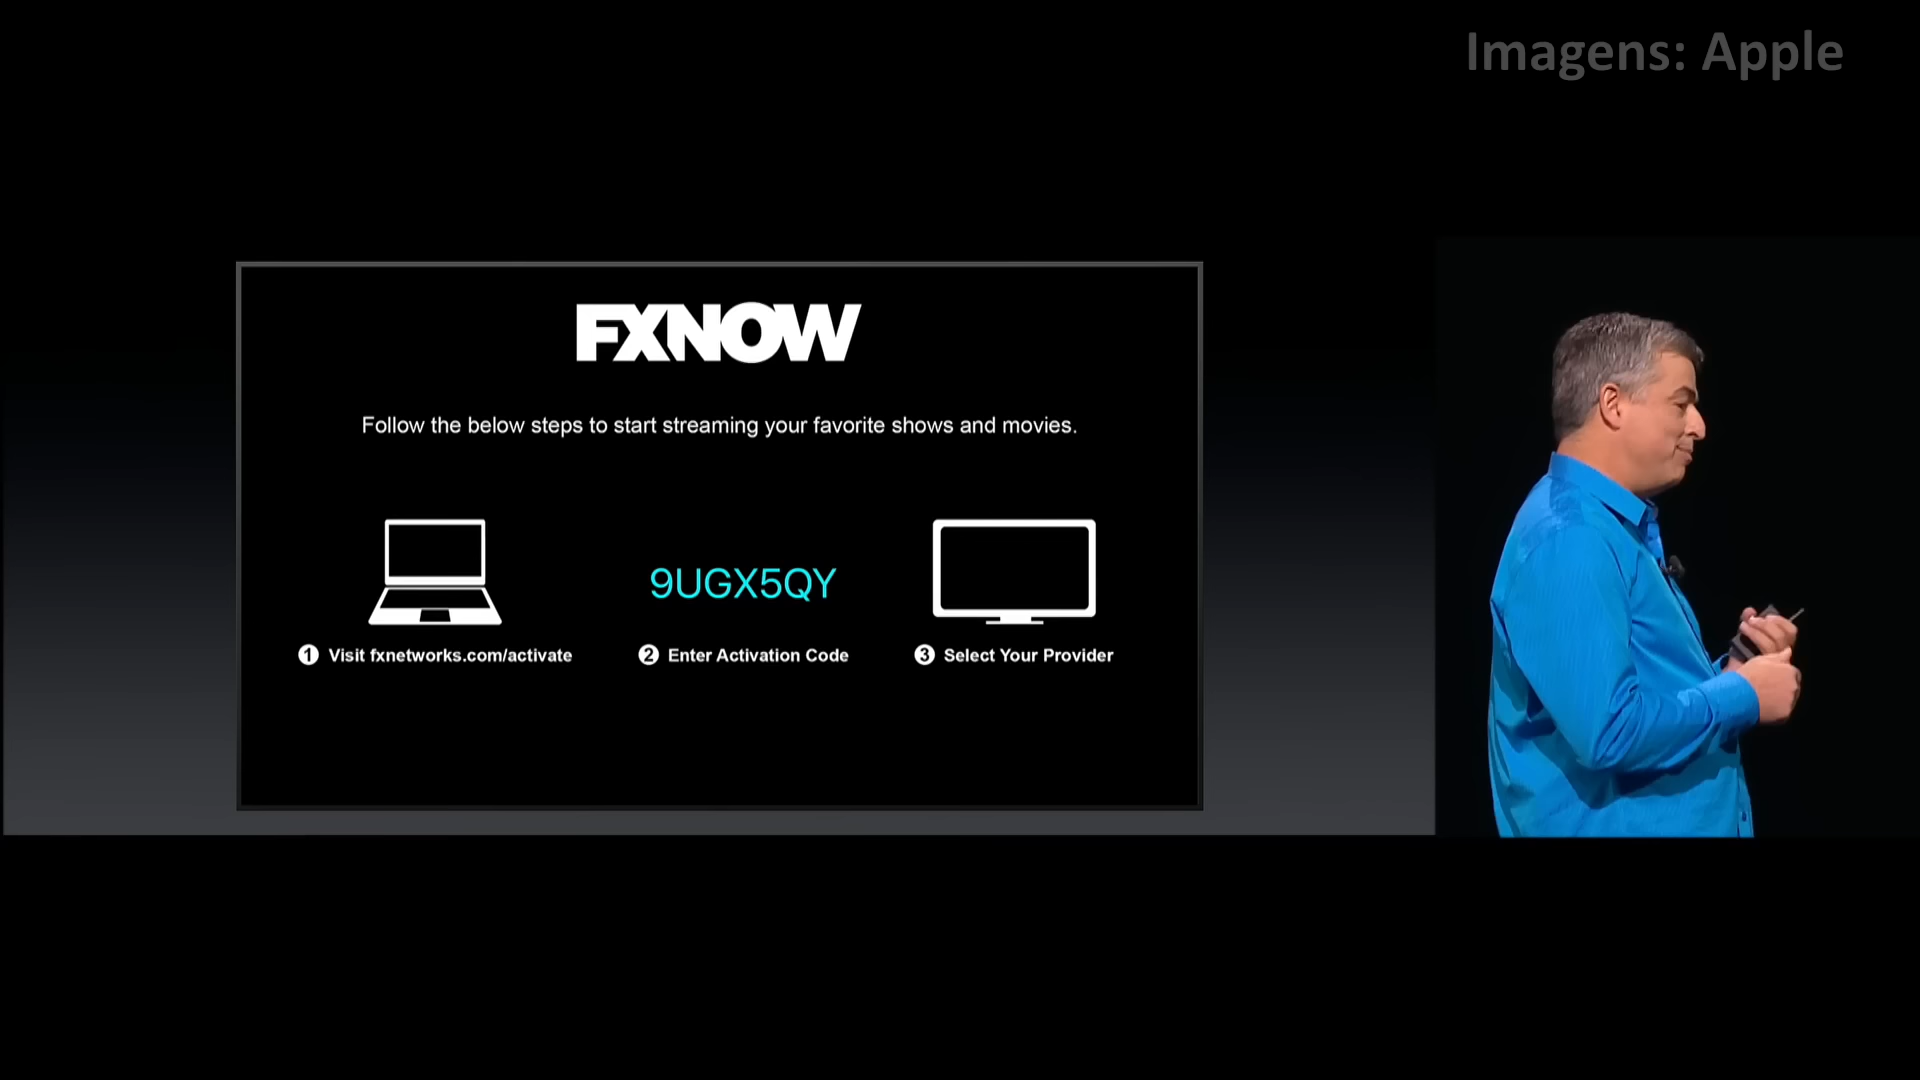 Imagens: Apple
FXNOW
Follow the below steps to start streaming your favorite shows and movies.
9UGX5QY
1 Visit fxnetworks.com/activate
2 Enter Activation Code
3 Select Your Provider